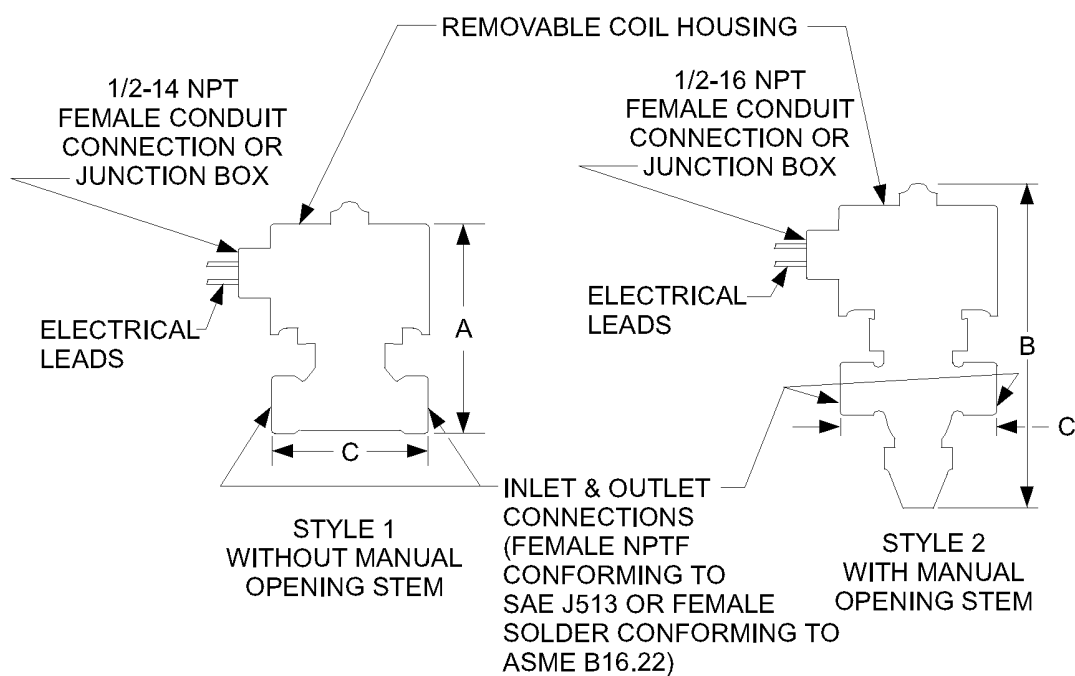 REMOVABLE COIL HOUSING
1/2-14 NPT
FEMALE CONDUIT
CONNECTION OR
JUNCTION BOX
1/2-16 NPT
FEMALE CONDUIT
CONNECTION OR
JUNCTION BOX
ELECTRICAL
LEADS
A
C
ELECTRICAL
LEADS
B
C
INLET & OUTLET
CONNECTIONS
(FEMALE NPTF
CONFORMING TO
SAE J513 OR FEMALE
SOLDER CONFORMING TO
ASME B16.22)
STYLE 1
WITHOUT MANUAL
OPENING STEM
STYLE 2
WITH MANUAL
OPENING STEM